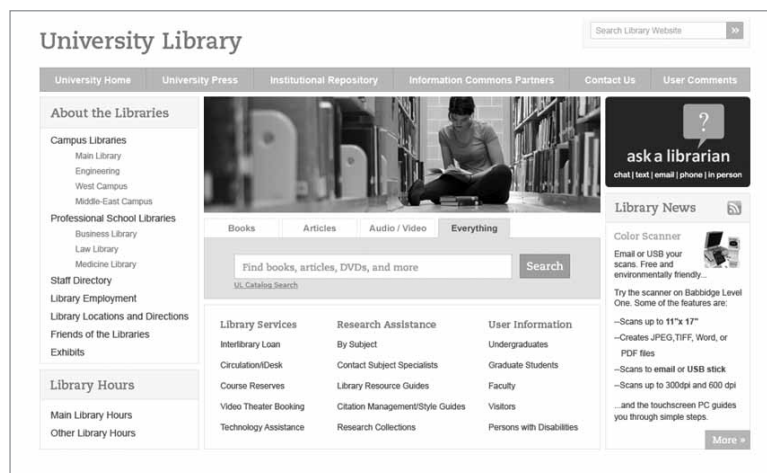 University Library
Search Library Website »
University Home University Press Institutional Repository Information Commons Partners Contact Us User Comments
About the Libraries
Campus Libraries
Main Library
Engineering
West Campus
Middle-East Campus
Professional School Libraries
Business Library
Law Library
Medicine Library
Staff Directory
Library Employment
Library Locations and Directions
Friends of the Libraries
Exhibits
Library Hours
Main Library Hours
Other Library Hours
Books Articles Audio / Video Everything
Find books, articles, DVDs, and more Search
UL Catalog Search
Library Services
Interlibrary Loan
Circulation/iDesk
Course Reserves
Video Theater Booking
Technology Assistance
Research Assistance
By Subject
Contact Subject Specialists
Library Resource Guides
Citation Management/Style Guides
Research Collections
User Information
Undergraduates
Graduate Students
Faculty
Visitors
Persons with Disabilities
?
ask a librarian
chat | text | email | phone | in person
Library News
Color Scanner
Email or USB your
scans. Free and
environmentally friendly...
Try the scanner on Babbidge Level
One. Some of the features are:
--Scans up to 11"x 17"
--Creates JPEG,TIFF, Word, or
PDF files
--Scans to email or USB stick
--Scans up to 300dpi and 600 dpi
...and the touchscreen PC guides
you through simple steps.
More »